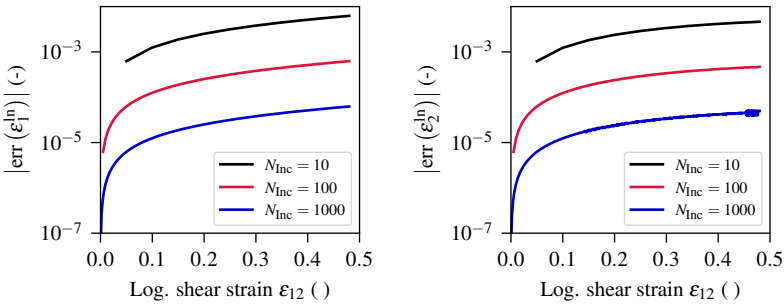 |err(ε₁ˡⁿ)| (-)
10⁻³
10⁻⁵
10⁻⁷
N_Inc = 10
N_Inc = 100
N_Inc = 1000
0.0 0.1 0.2 0.3 0.4 0.5
Log. shear strain ε₁₂ ( )
|err(ε₂ˡⁿ)| (-)
10⁻³
10⁻⁵
10⁻⁷
N_Inc = 10
N_Inc = 100
N_Inc = 1000
0.0 0.1 0.2 0.3 0.4 0.5
Log. shear strain ε₁₂ ( )